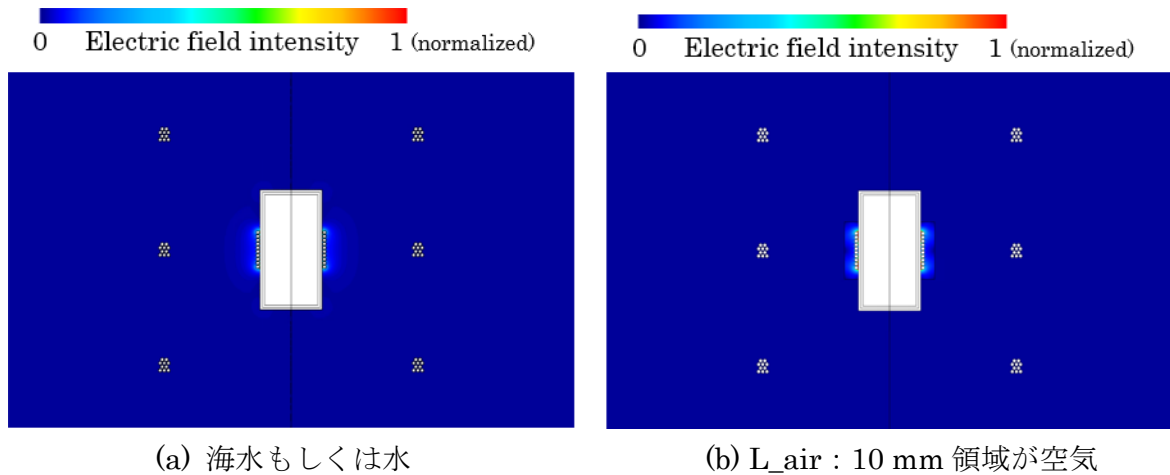 0 Electric field intensity 1 (normalized)
0 Electric field intensity 1 (normalized)
(a) 海水もしくは水
(b) L_air : 10 mm 領域が空気